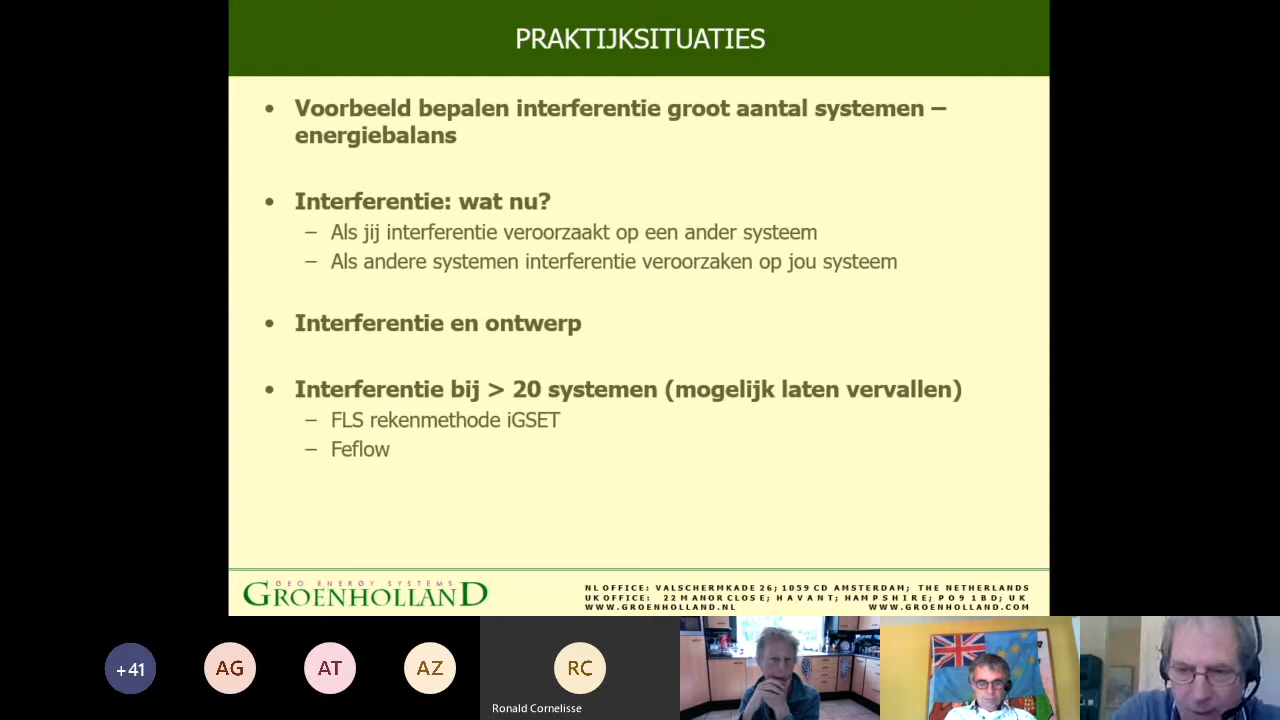 PRAKTIJKSITUATIES
• Voorbeeld bepalen interferentie groot aantal systemen –
energiebalans
• Interferentie: wat nu?
– Als jij interferentie veroorzaakt op een ander systeem
– Als andere systemen interferentie veroorzaken op jou systeem
• Interferentie en ontwerp
• Interferentie bij > 20 systemen (mogelijk laten vervallen)
– FLS rekenmethode iGSET
– Feflow
GEO ENERGY SYSTEMS
GROENHOLLAND
NL OFFICE: VALSCHERMKADE 26; 1059 CD AMSTERDAM; THE NETHERLANDS
UK OFFICE: 22 MANOR CLOSE; HAVANT; HAMPSHIRE; PO9 1BD; UK
WWW.GROENHOLLAND.NL WWW.GROENHOLLAND.COM
+41
AG
AT
AZ
RC
Ronald Cornelisse